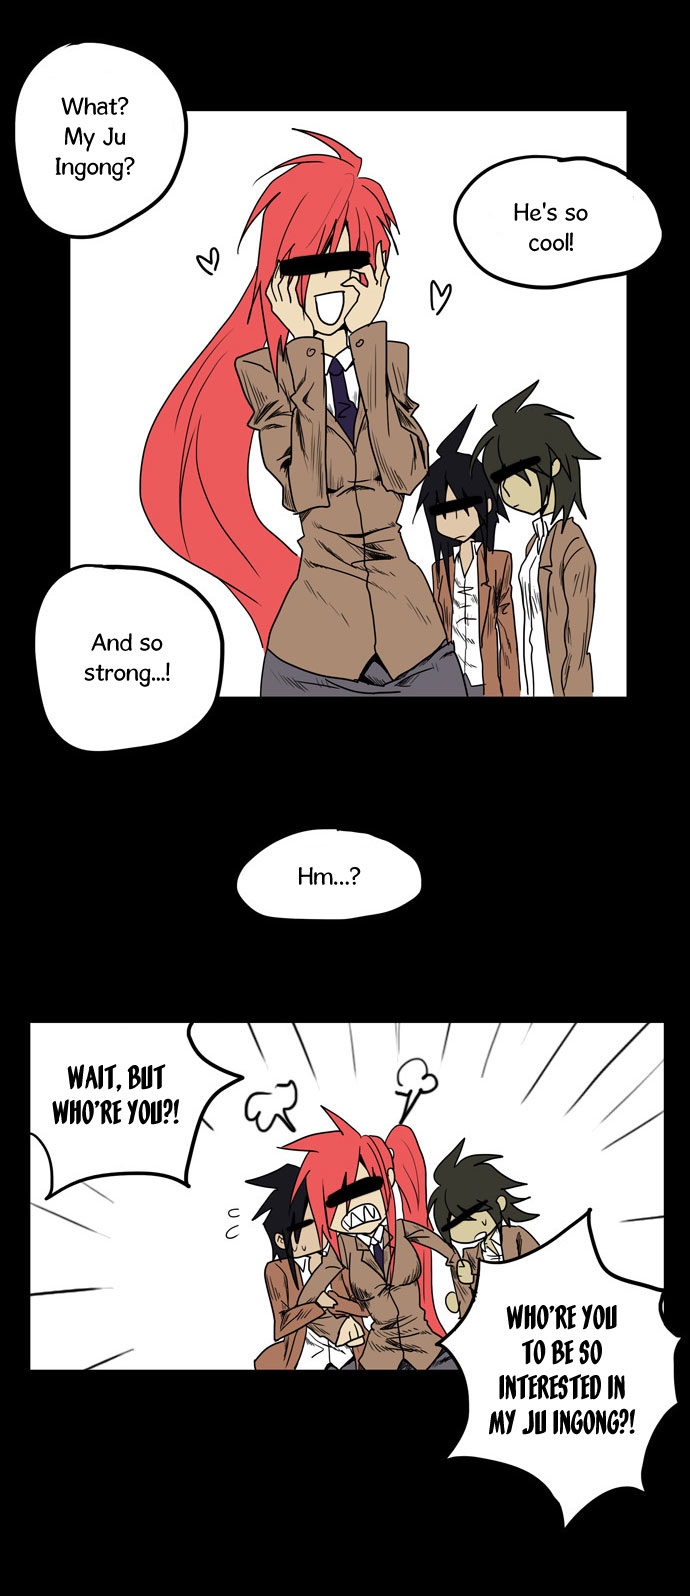 What?
My Ju
Ingong?
He's so
cool!
And so
strong...!
Hm...?
WAIT, BUT
WHO'RE YOU?!
WHO'RE YOU
TO BE SO
INTERESTED IN
MY JU INGONG?!